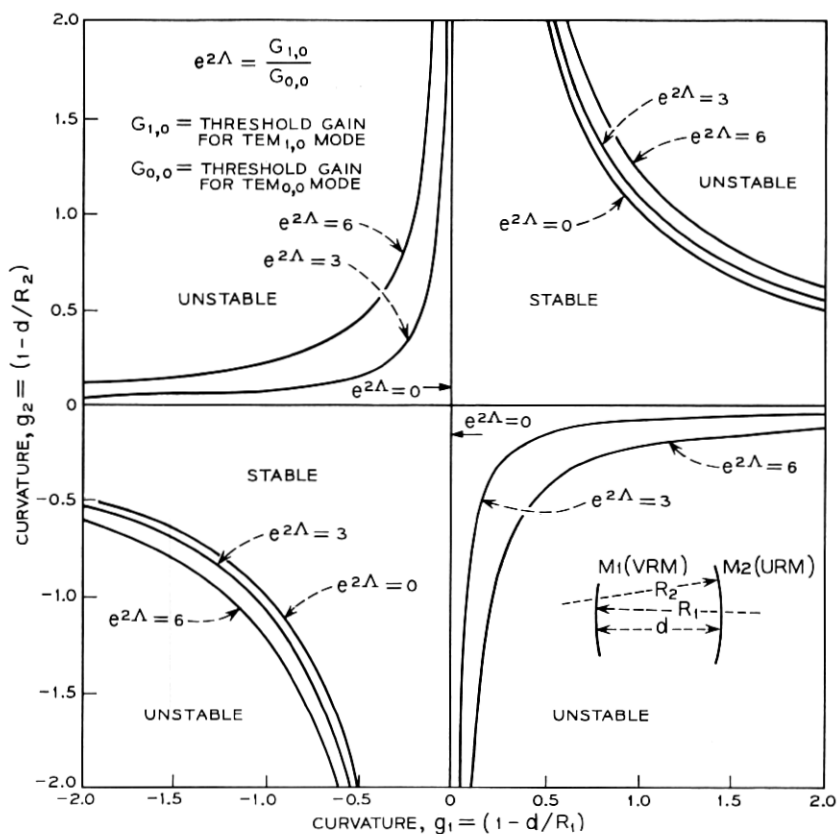 2.0
e2Λ = G1,0 / G0,0
G1,0 = THRESHOLD GAIN
FOR TEM1,0 MODE
G0,0 = THRESHOLD GAIN
FOR TEM0,0 MODE
e2Λ = 3
e2Λ = 6
UNSTABLE
1.5
1.0
e2Λ = 6
e2Λ = 3
e2Λ = 0
UNSTABLE
STABLE
0.5
e2Λ = 0
0
e2Λ = 0
CURVATURE, g2 = (1-d/R2)
STABLE
e2Λ = 6
e2Λ = 3
-0.5
e2Λ = 3
e2Λ = 0
e2Λ = 6
M1(VRM) M2(URM)
R2
R1
d
-1.0
-1.5
UNSTABLE
UNSTABLE
-2.0
-2.0 -1.5 -1.0 -0.5 0 0.5 1.0 1.5 2.0
CURVATURE, g1 = (1-d/R1)